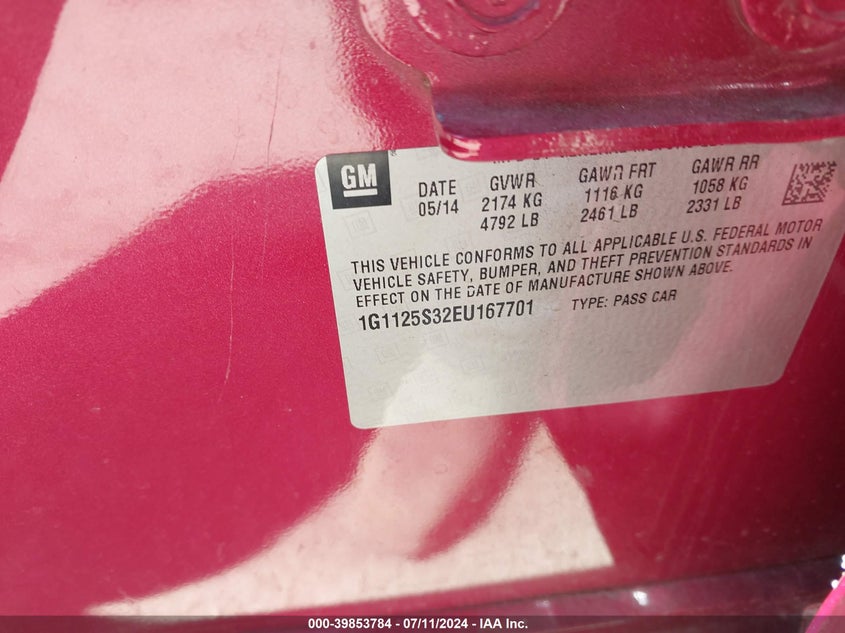 GM
DATE GVWR GAWR FRT GAWR RR
05/14 2174 KG 1116 KG 1058 KG
4792 LB 2461 LB 2331 LB
THIS VEHICLE CONFORMS TO ALL APPLICABLE U.S. FEDERAL MOTOR
VEHICLE SAFETY, BUMPER, AND THEFT PREVENTION STANDARDS IN
EFFECT ON THE DATE OF MANUFACTURE SHOWN ABOVE.
1G1125S32EU167701 TYPE: PASS CAR
000-39853784 - 07/11/2024 - IAA Inc.